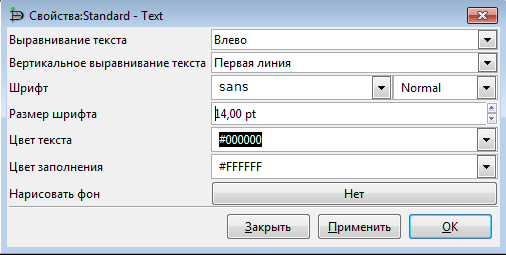 Свойства:Standard - Text
Выравнивание текста Влево
Вертикальное выравнивание текста Первая линия
Шрифт sans Normal
Размер шрифта 14,00 pt
Цвет текста #000000
Цвет заполнения #FFFFFF
Нарисовать фон Нет
Закрыть Применить OK